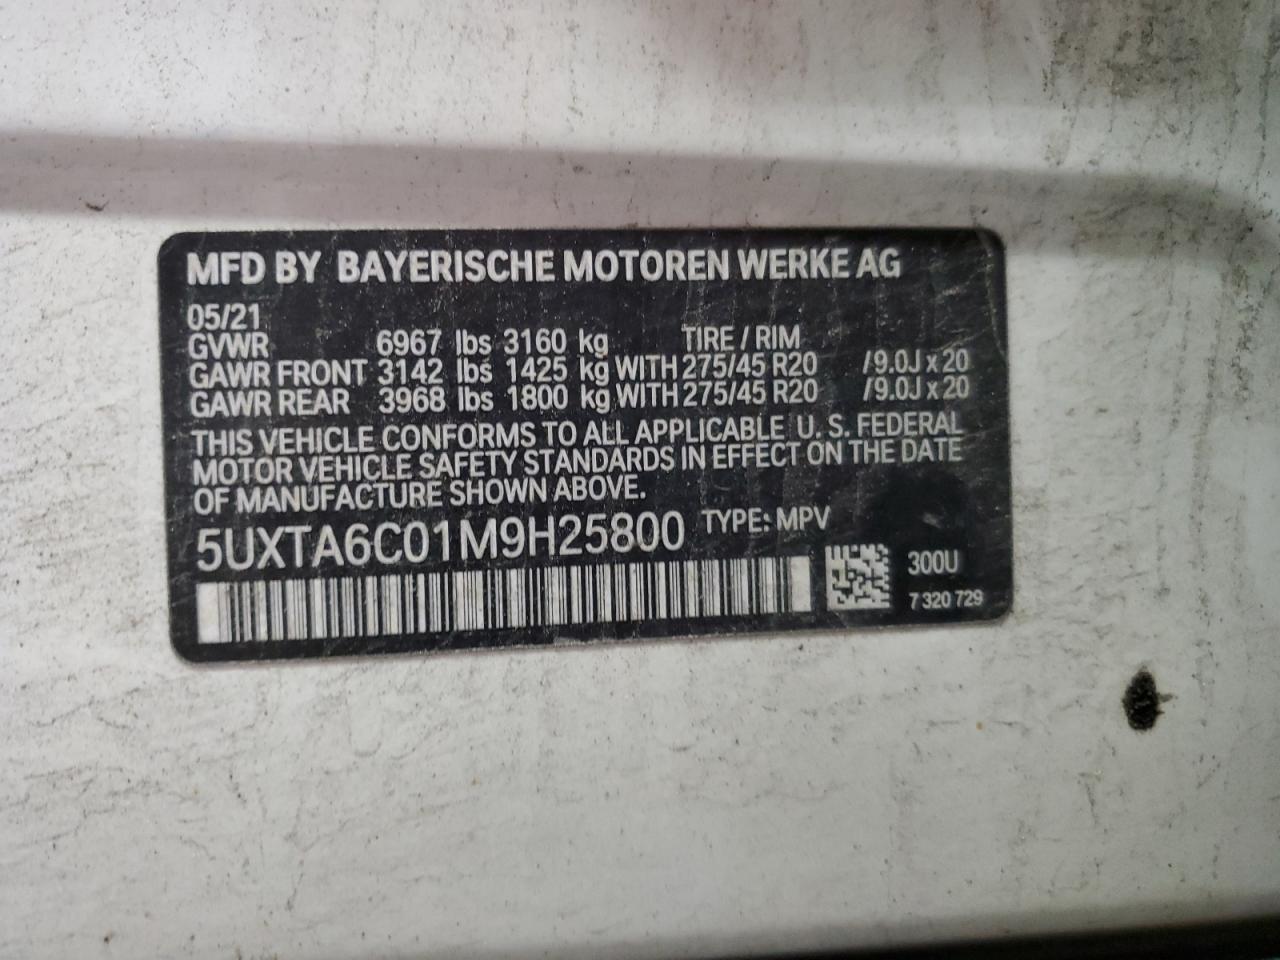 MFD BY BAYERISCHE MOTOREN WERKE AG
05/21
GVWR 6967 lbs 3160 kg TIRE / RIM
GAWR FRONT 3142 lbs 1425 kg WITH 275/45 R20 /9.0J x 20
GAWR REAR 3968 lbs 1800 kg WITH 275/45 R20 /9.0J x 20
THIS VEHICLE CONFORMS TO ALL APPLICABLE U. S. FEDERAL
MOTOR VEHICLE SAFETY STANDARDS IN EFFECT ON THE DATE
OF MANUFACTURE SHOWN ABOVE.
5UXTA6C01M9H25800 TYPE: MPV
300U
7 320 729